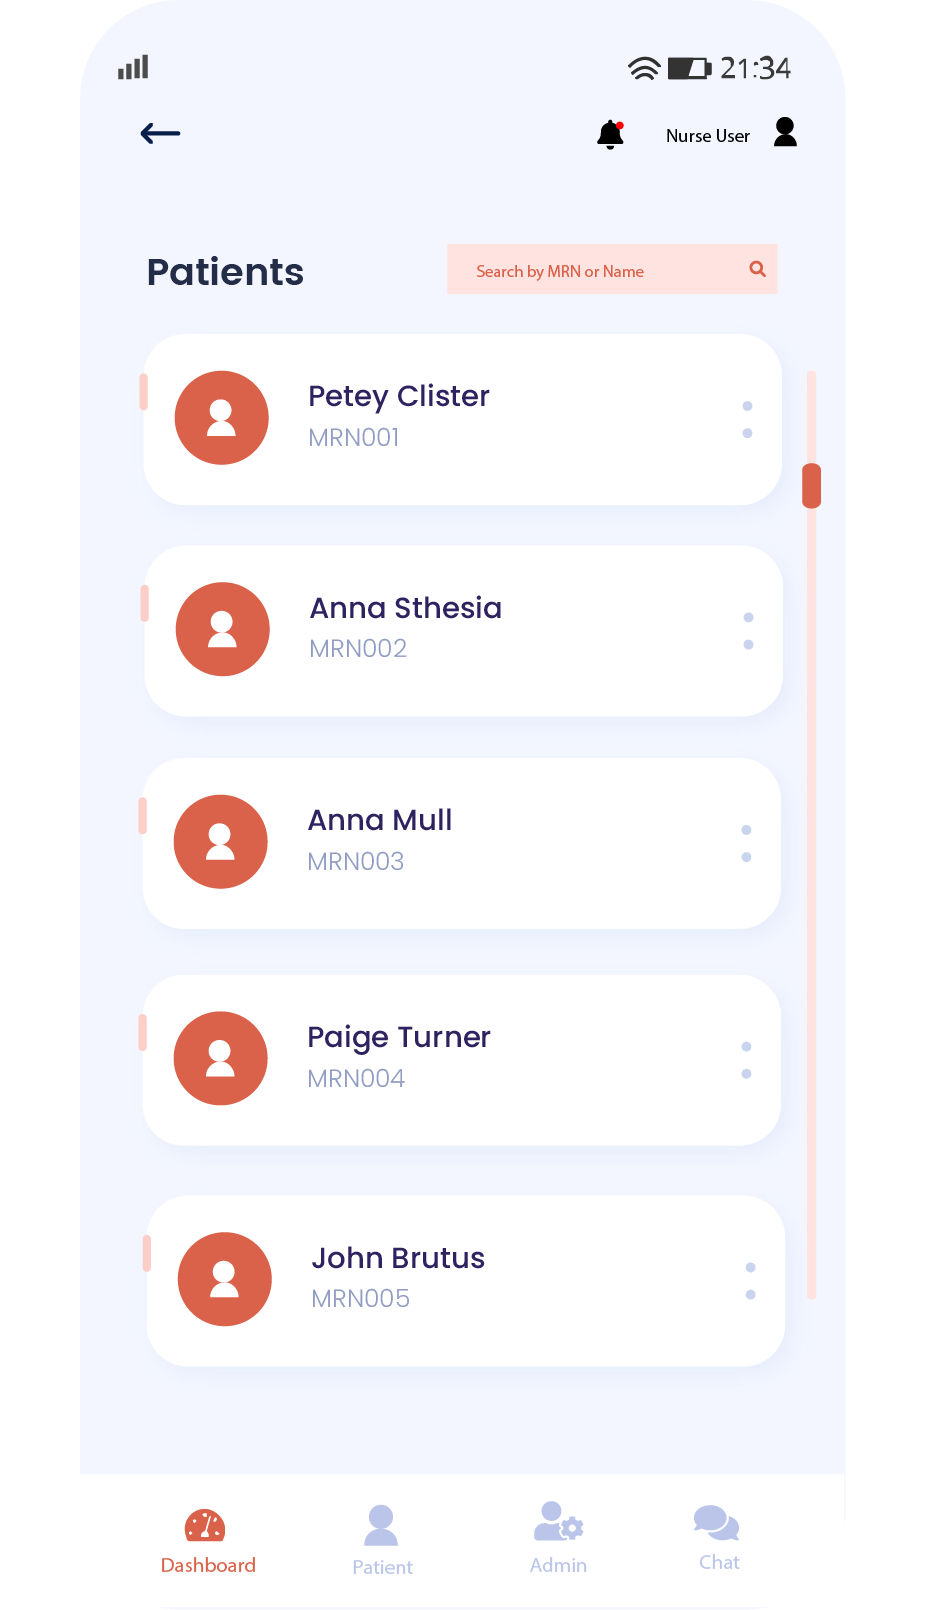 21:34
Nurse User
Patients
Search by MRN or Name
Petey Clister
MRN001
Anna Sthesia
MRN002
Anna Mull
MRN003
Paige Turner
MRN004
John Brutus
MRN005
Dashboard
Patient
Admin
Chat